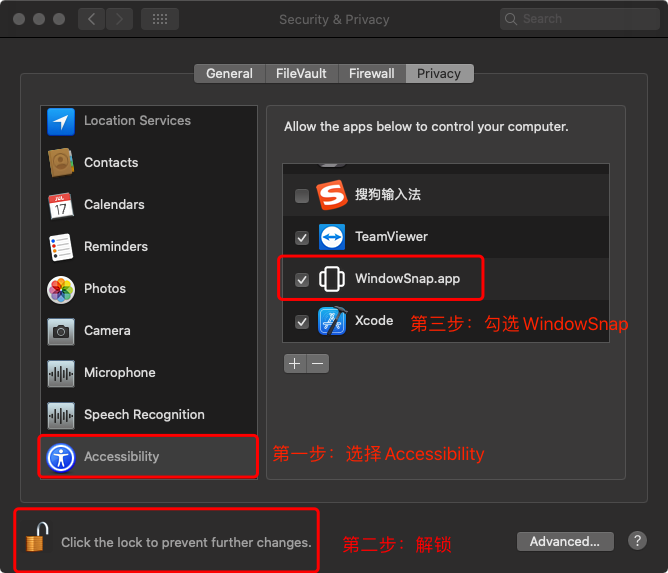 Security & Privacy
Search
General
FileVault
Firewall
Privacy
Location Services
Contacts
JUL
17
Calendars
Reminders
Photos
Camera
Microphone
Speech Recognition
Accessibility
Allow the apps below to control your computer.
搜狗输入法
TeamViewer
WindowSnap.app
Xcode
第三步：勾选 WindowSnap
第一步：选择 Accessibility
Click the lock to prevent further changes.
第二步：解锁
Advanced...
?